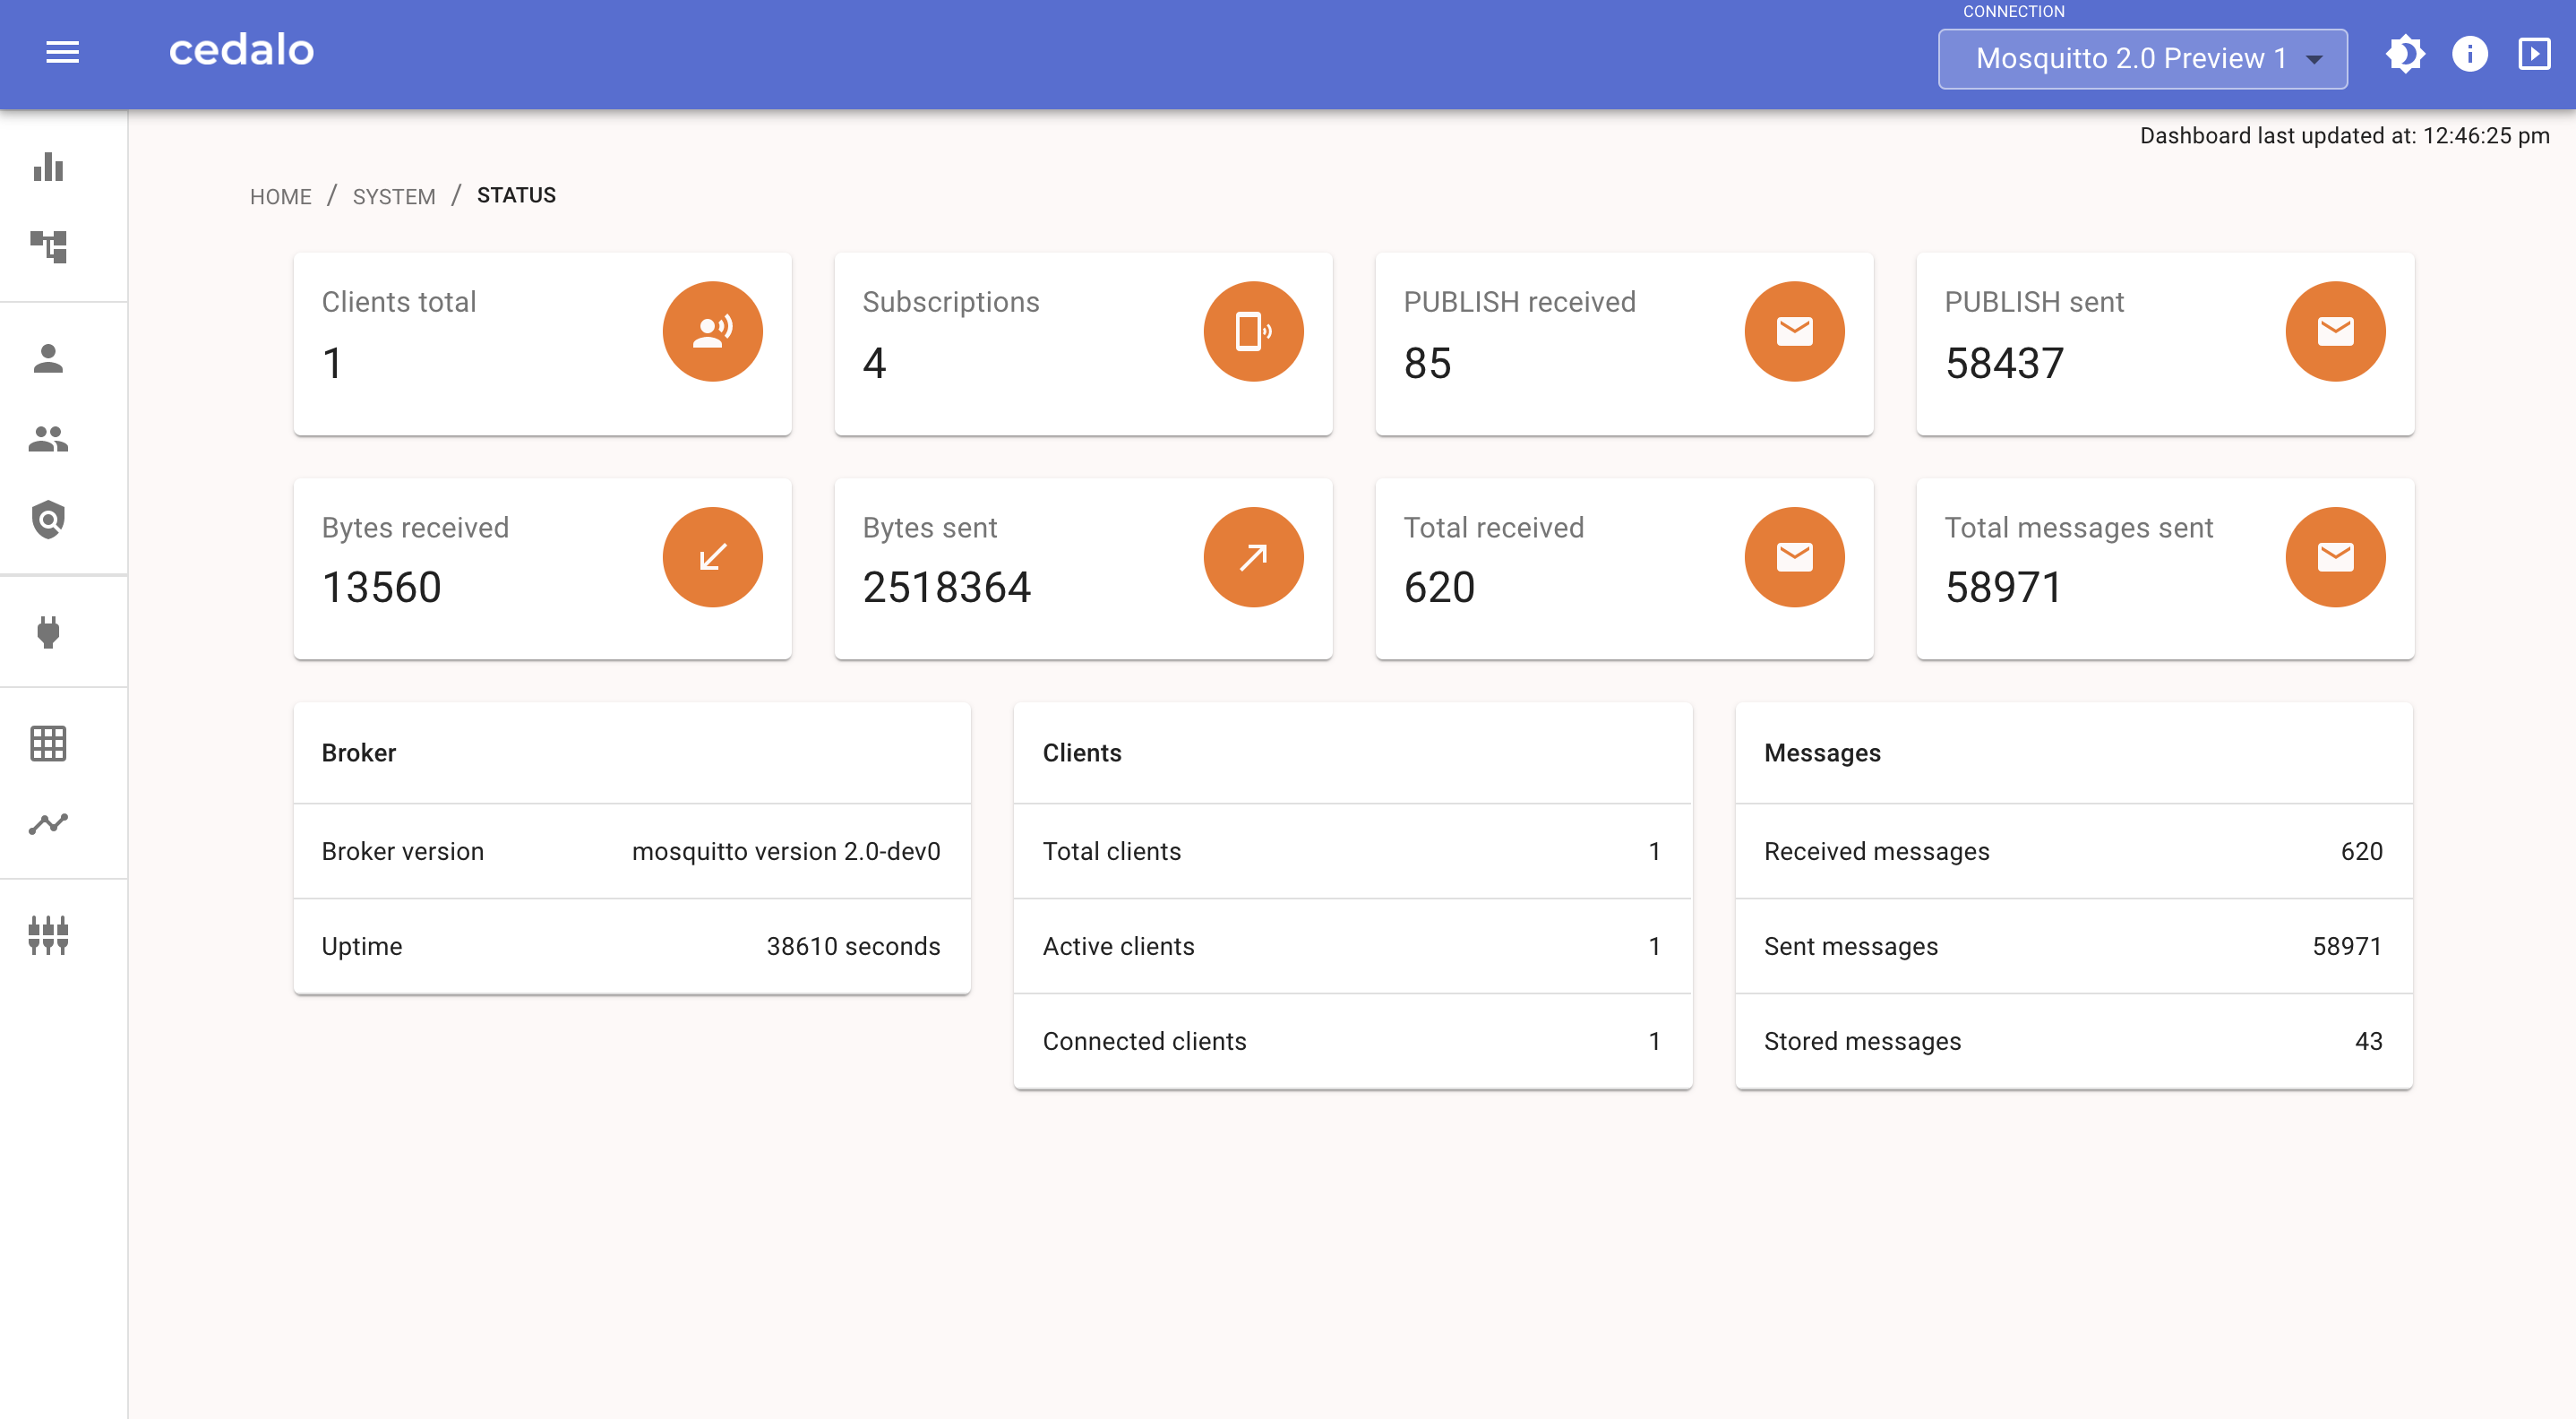 CONNECTION
cedalo
Mosquitto 2.0 Preview 1
Dashboard last updated at: 12:46:25 pm
HOME / SYSTEM / STATUS
Clients total
1
Subscriptions
4
PUBLISH received
85
PUBLISH sent
58437
Bytes received
13560
Bytes sent
2518364
Total received
620
Total messages sent
58971
Broker
Broker version mosquitto version 2.0-dev0
Uptime 38610 seconds
Clients
Total clients 1
Active clients 1
Connected clients 1
Messages
Received messages 620
Sent messages 58971
Stored messages 43